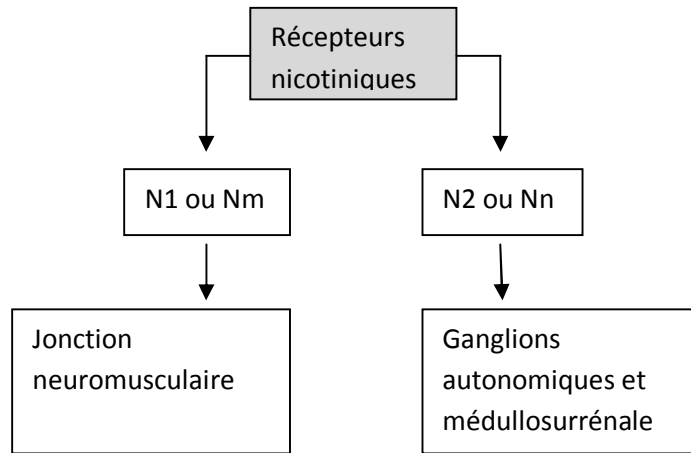 Récepteurs
nicotiniques
N1 ou Nm
N2 ou Nn
Jonction
neuromusculaire
Ganglions
autonomiques et
médullosurrénale